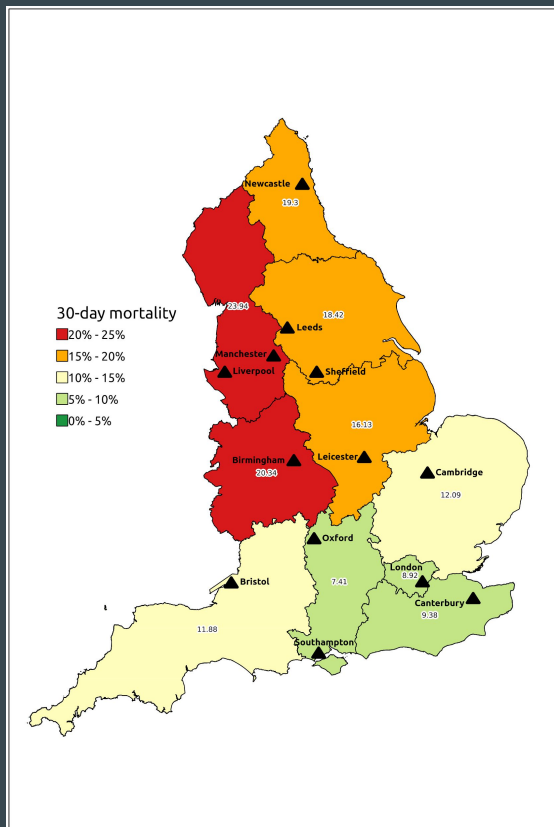 Newcastle
19.3
23.94
18.42
30-day mortality
20% - 25%
15% - 20%
10% - 15%
5% - 10%
0% - 5%
Leeds
Manchester
Liverpool
Sheffield
16.13
Birmingham
20.34
Leicester
Cambridge
12.09
Oxford
London
8.92
Bristol
7.41
Canterbury
9.38
11.88
Southampton